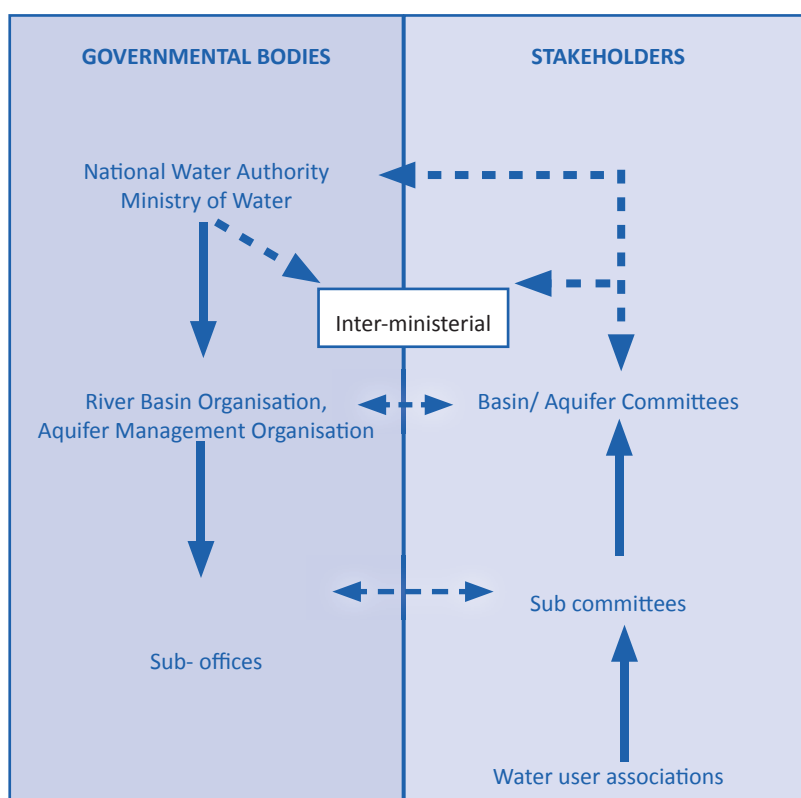 GOVERNMENTAL BODIES
STAKEHOLDERS
National Water Authority
Ministry of Water
Inter-ministerial
River Basin Organisation,
Aquifer Management Organisation
Basin/ Aquifer Committees
Sub committees
Sub- offices
Water user associations